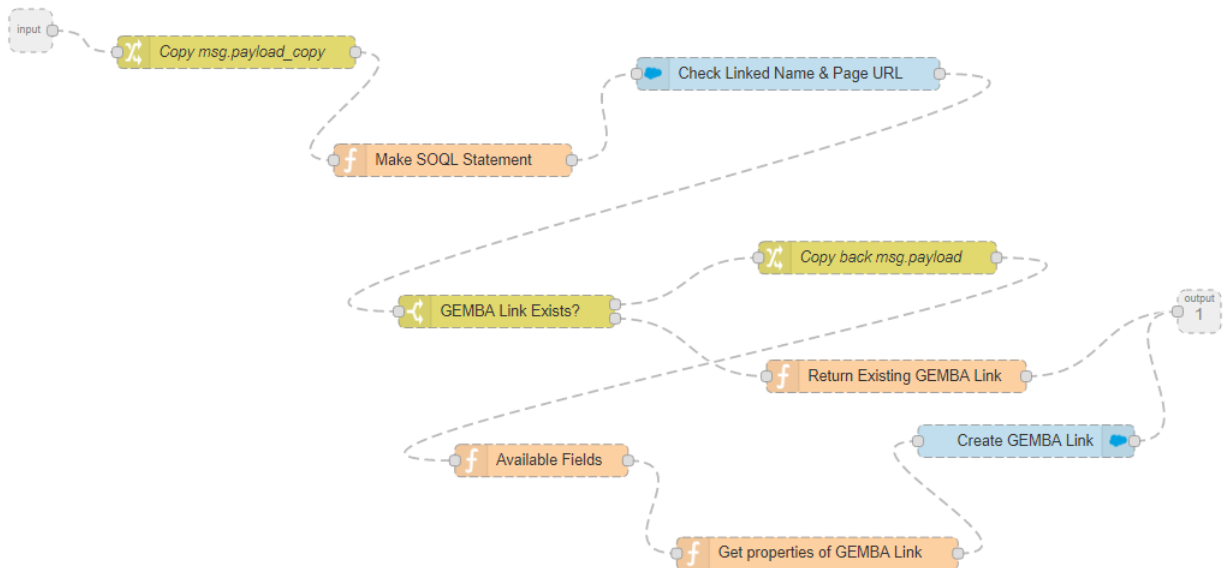 input
Copy msg.payload_copy
Check Linked Name & Page URL
Make SOQL Statement
Copy back msg.payload
GEMBA Link Exists?
output
1
Return Existing GEMBA Link
Create GEMBA Link
Available Fields
Get properties of GEMBA Link